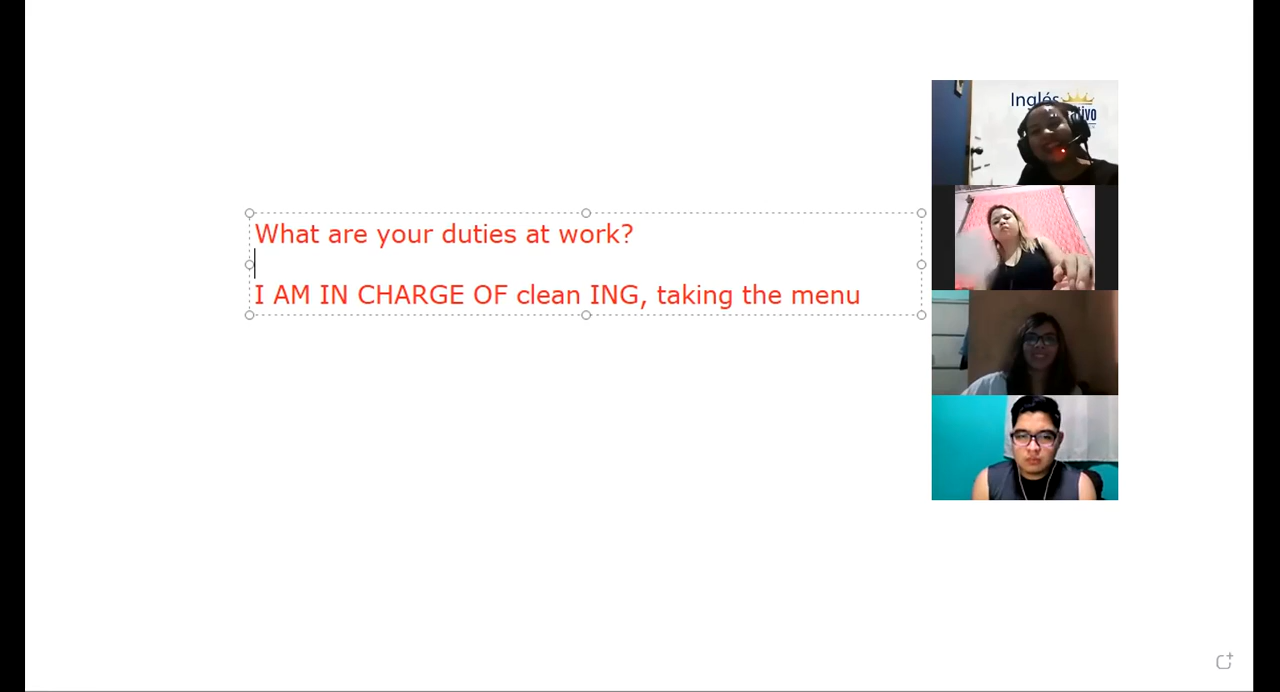 What are your duties at work?
I AM IN CHARGE OF clean ING, taking the menu
Inglés